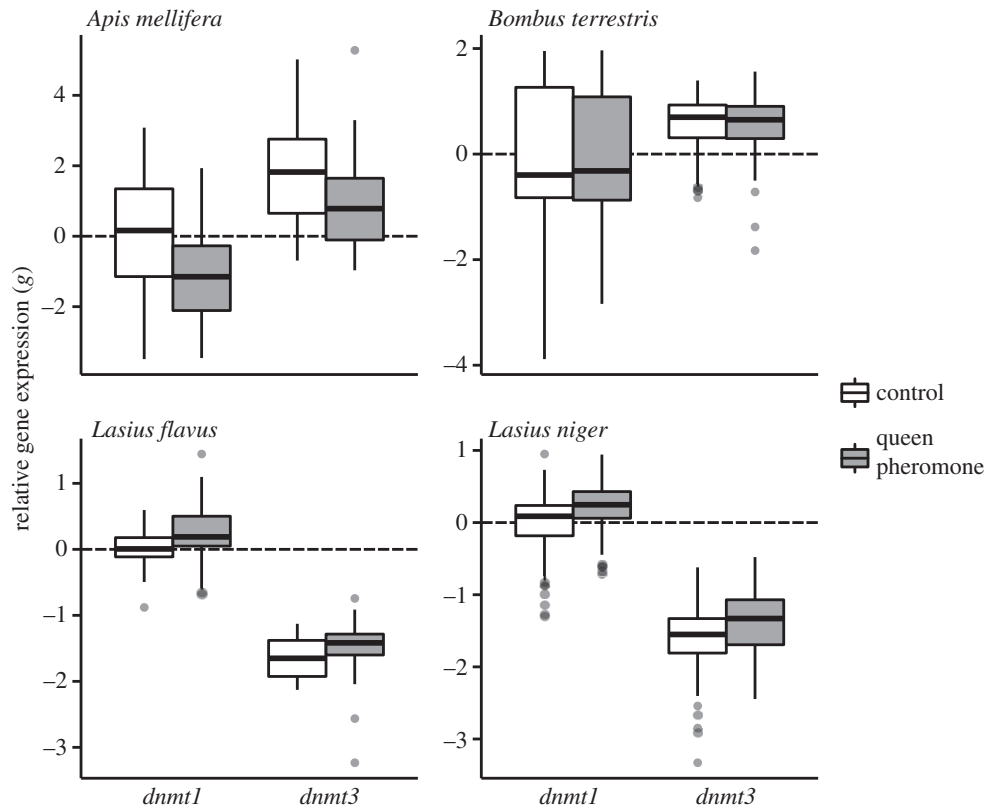 Apis mellifera
Bombus terrestris
4
2
0
–2
2
0
–2
–4
relative gene expression (g)
control
queen
pheromone
Lasius flavus
Lasius niger
1
0
–1
–2
–3
1
0
–1
–2
–3
dnmt1
dnmt3
dnmt1
dnmt3